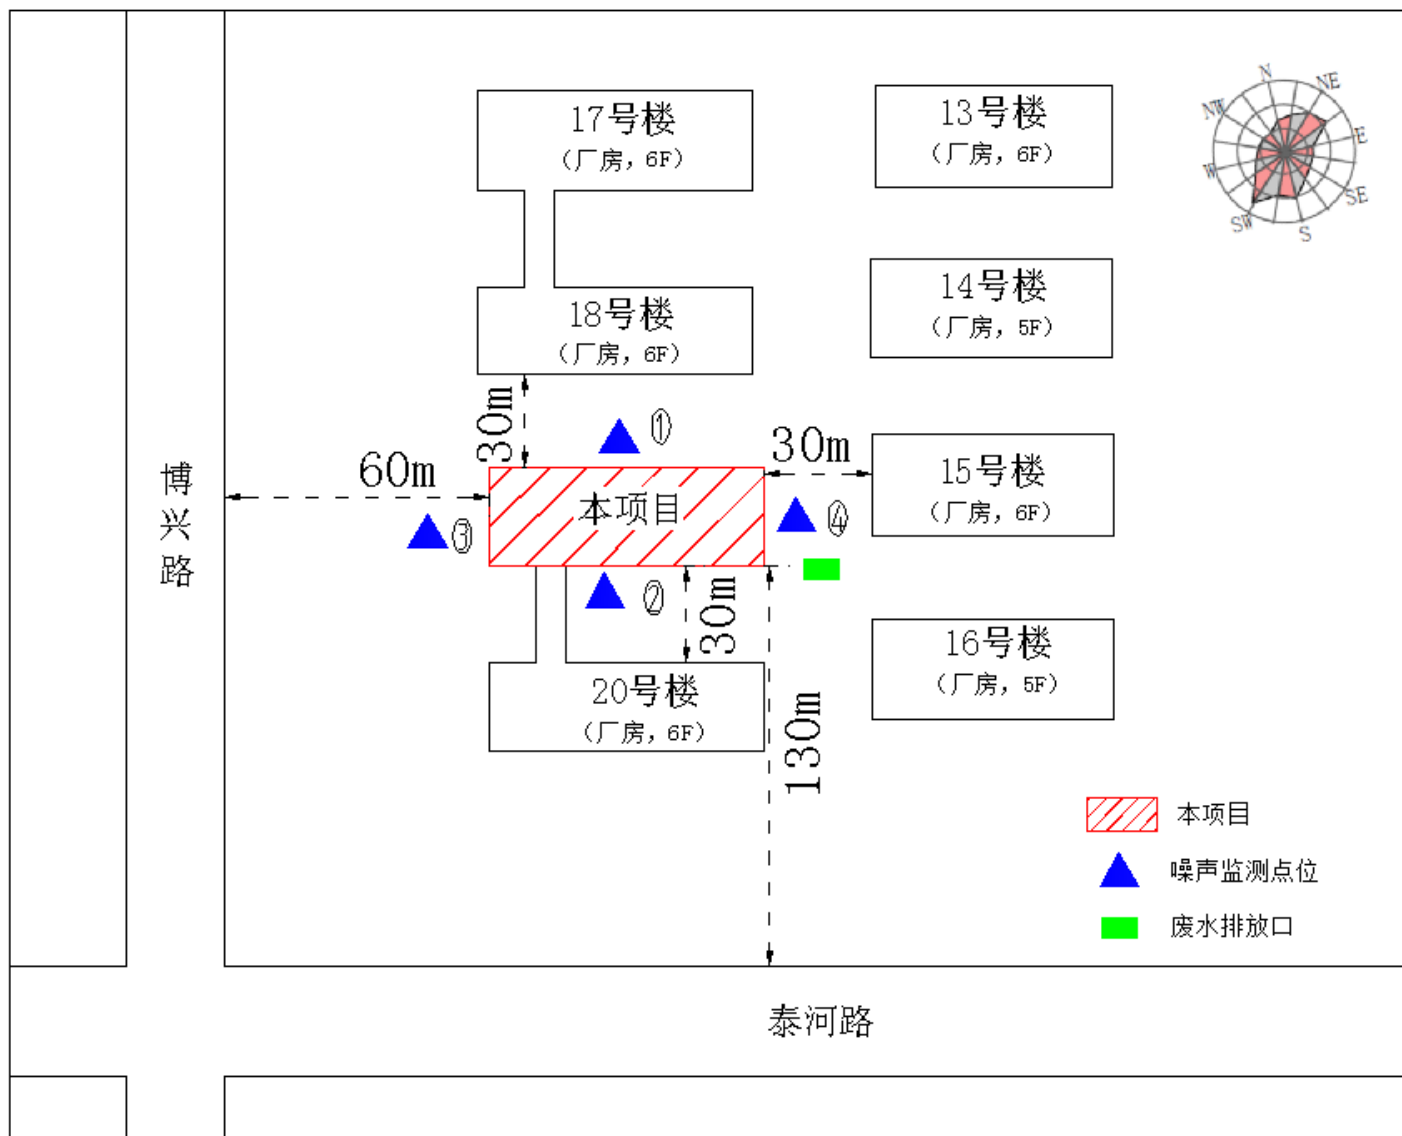 17号楼
(厂房，6F)
13号楼
(厂房，6F)
N
NE
E
SE
S
SW
W
NW
18号楼
(厂房，6F)
14号楼
(厂房，5F)
30m
①
60m
30m
博兴路
③
本项目
④
15号楼
(厂房，6F)
②
30m
20号楼
(厂房，6F)
16号楼
(厂房，5F)
130m
本项目
噪声监测点位
废水排放口
泰河路